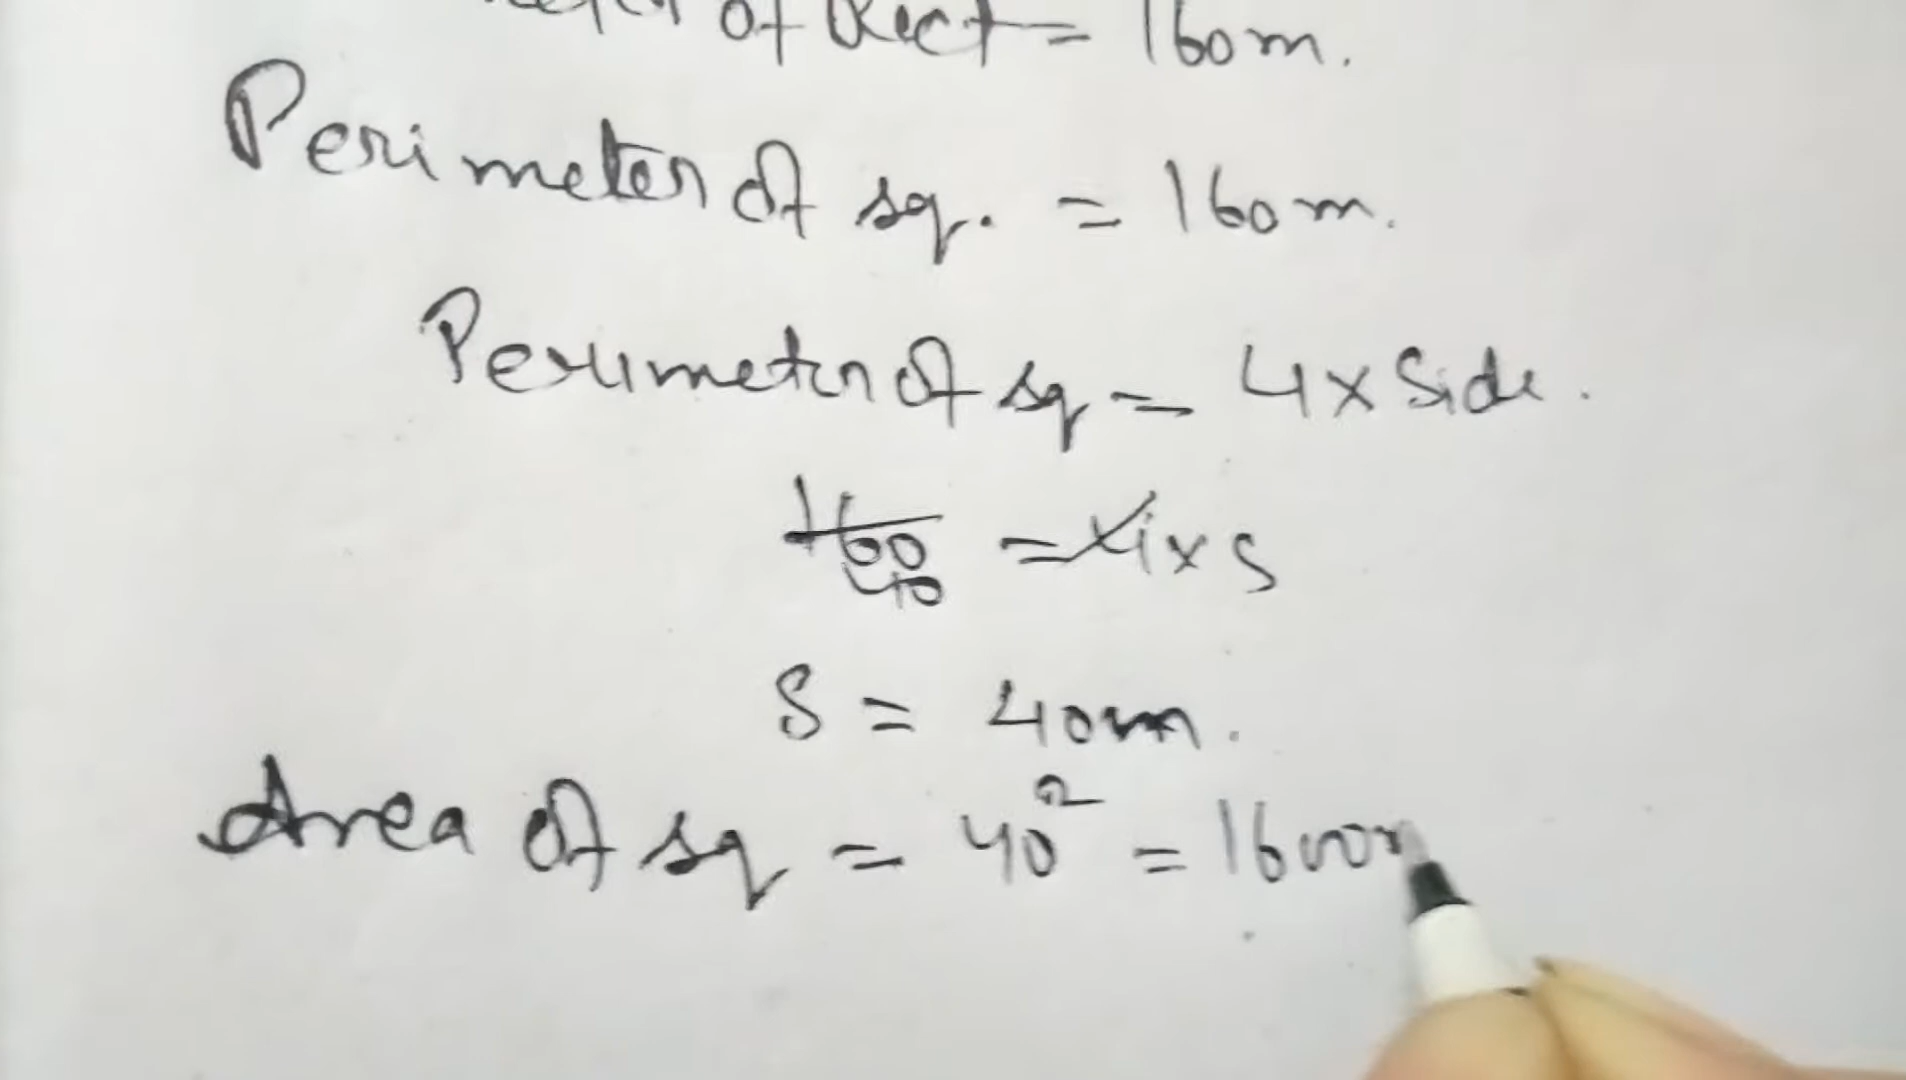 of Rect = 160m.
Perimeter of sq. = 160m.
Perimeter of sq = 4 x Side.
160 = 4 x s
40
S = 40m.
Area of sq = 40² = 1600m